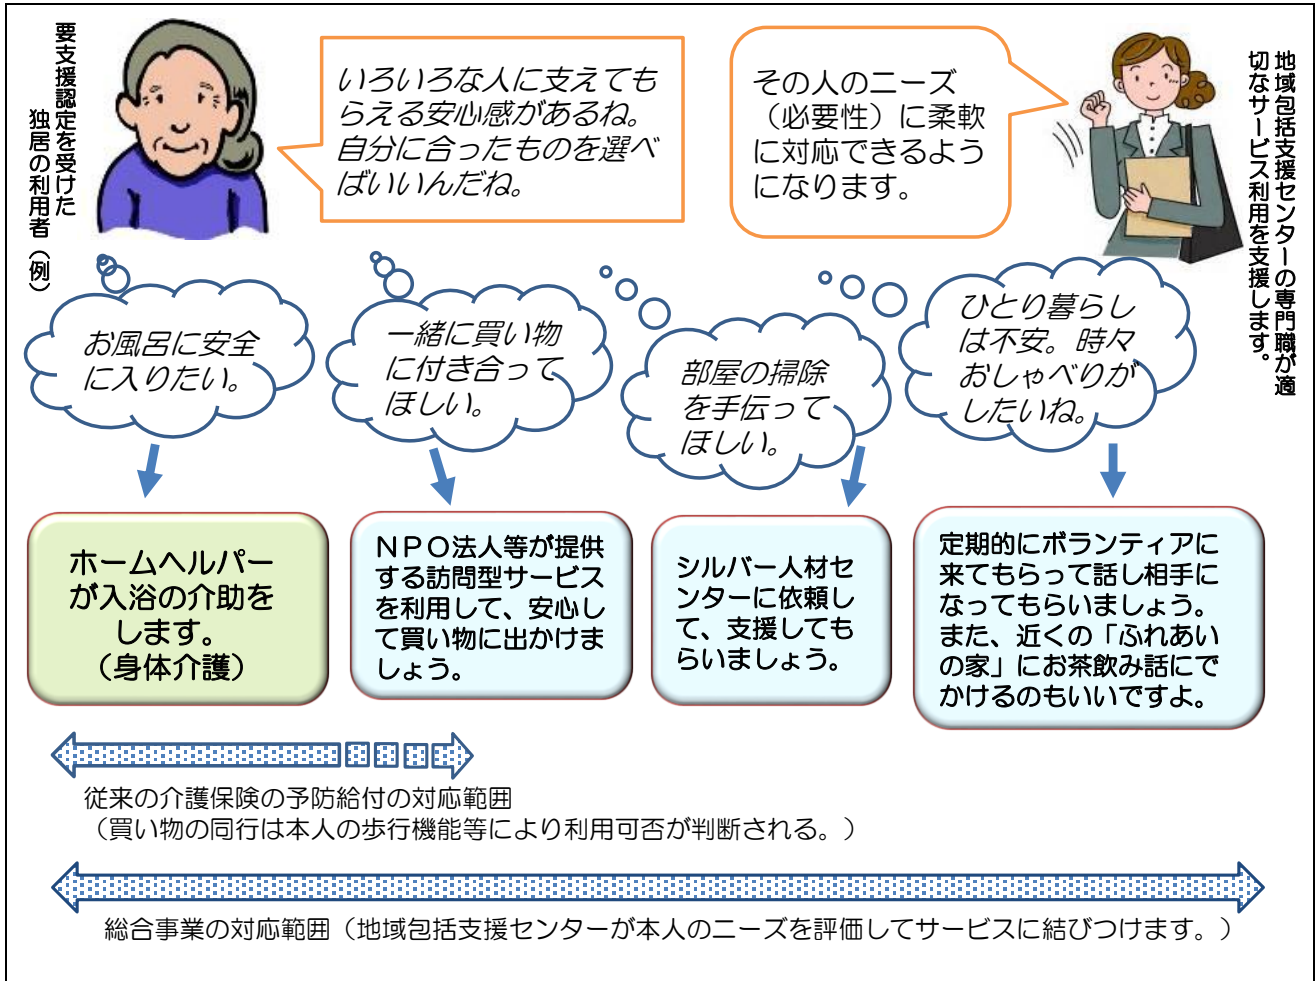 要支援認定を受けた
独居の利用者（例）
いろいろな人に支えても
らえる安心感があるね。
自分に合ったものを選べ
ばいいんだね。
その人のニーズ
（必要性）に柔軟
に対応できるよう
になります。
地域包括支援センターの専門職が適
切なサービス利用を支援します。
お風呂に安全
に入りたい。
一緒に買い物
に付き合って
ほしい。
部屋の掃除
を手伝って
ほしい。
ひとり暮らし
は不安。時々
おしゃべりが
したいね。
ホームヘルパー
が入浴の介助を
します。
（身体介護）
ＮＰＯ法人等が提供
する訪問型サービス
を利用して、安心し
て買い物に出かけま
しょう。
シルバー人材セ
ンターに依頼し
て、支援しても
らいましょう。
定期的にボランティアに
来てもらって話し相手に
なってもらいましょう。
また、近くの「ふれあい
の家」にお茶飲み話にで
かけるのもいいですよ。
従来の介護保険の予防給付の対応範囲
（買い物の同行は本人の歩行機能等により利用可否が判断される。）
総合事業の対応範囲（地域包括支援センターが本人のニーズを評価してサービスに結びつけます。）